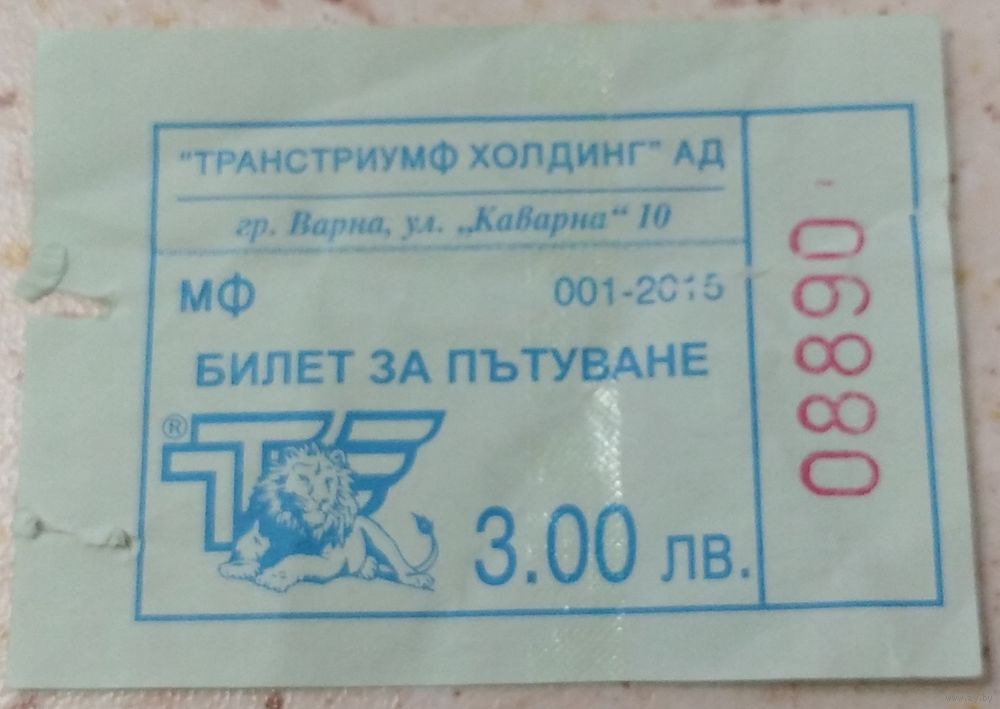 "ТРАНСТРИУМФ ХОЛДИНГ" АД
гр. Варна, ул. „Каварна“ 10
МФ 001-2015
БИЛЕТ ЗА ПЪТУВАНЕ
®
3.00 ЛВ.
08890